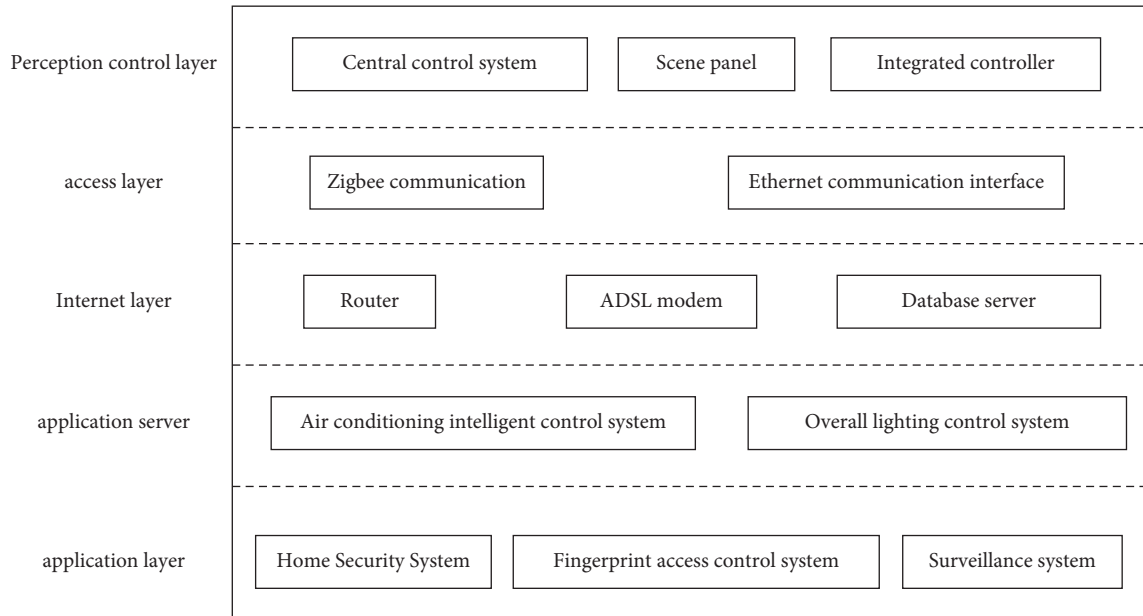 Perception control layer
Central control system
Scene panel
Integrated controller
access layer
Zigbee communication
Ethernet communication interface
Internet layer
Router
ADSL modem
Database server
application server
Air conditioning intelligent control system
Overall lighting control system
application layer
Home Security System
Fingerprint access control system
Surveillance system